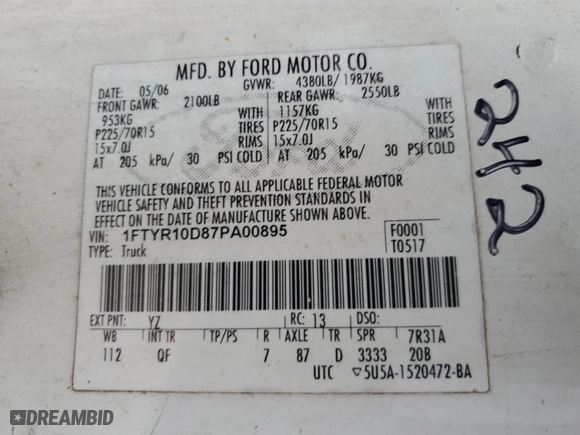 MFD. BY FORD MOTOR CO.
DATE: 05/06 GVWR: 4380LB/ 1987KG
FRONT GAWR: 2100LB REAR GAWR: 2550LB
953KG 1157KG
P225/70R15 TIRES P225/70R15 TIRES
15x7.0J RIMS 15x7.0J RIMS
AT 205 kPa/ 30 PSI COLD AT 205 kPa/ 30 PSI COLD
THIS VEHICLE CONFORMS TO ALL APPLICABLE FEDERAL MOTOR
VEHICLE SAFETY AND THEFT PREVENTION STANDARDS IN
EFFECT ON THE DATE OF MANUFACTURE SHOWN ABOVE.
VIN: 1FTYR10D87PA00895 F0001
TYPE: Truck T0517
EXT PNT: YZ RC: 13 DSO:
WB INT TR TP/PS R AXLE TR SPR 7R31A
112 QF 7 87 D 3333 20B
UTC ▽5U5A-1520472-BA
242
DREAMBID